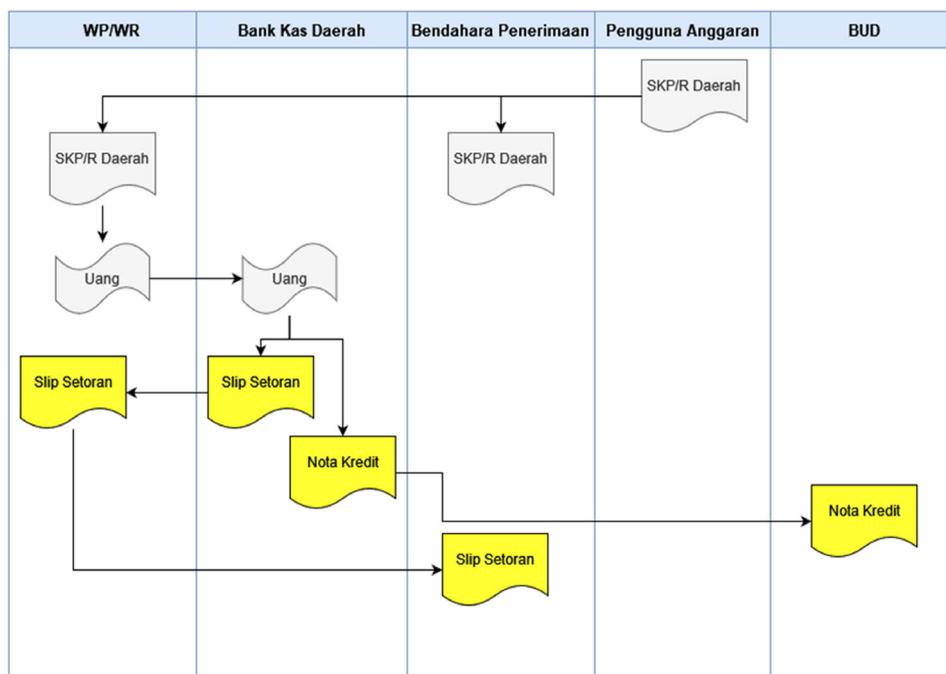 WP/WR
Bank Kas Daerah
Bendahara Penerimaan
Pengguna Anggaran
BUD
SKP/R Daerah
SKP/R Daerah
SKP/R Daerah
Uang
Uang
Slip Setoran
Slip Setoran
Nota Kredit
Nota Kredit
Slip Setoran